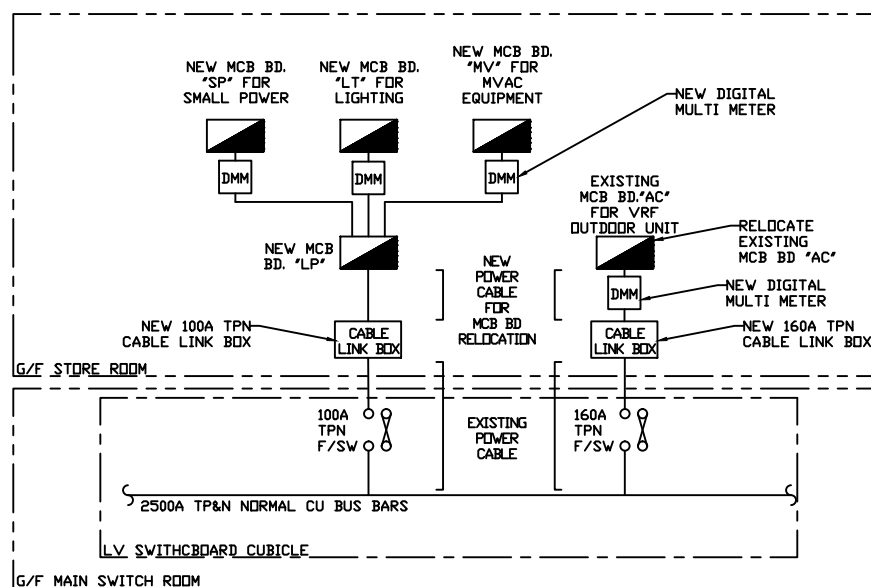 NEW MCB BD.
"SP" FOR
SMALL POWER
NEW MCB BD.
"LT" FOR
LIGHTING
NEW MCB BD.
"MV" FOR
MVAC
EQUIPMENT
NEW DIGITAL
MULTI METER
DMM
DMM
DMM
EXISTING
MCB BD."AC"
FOR VRF
OUTDOOR UNIT
NEW MCB
BD. "LP"
RELOCATE
EXISTING
MCB BD "AC"
NEW
POWER
CABLE
FOR
MCB BD
RELOCATION
DMM
NEW DIGITAL
MULTI METER
NEW 100A TPN
CABLE LINK BOX
CABLE
LINK BOX
CABLE
LINK BOX
NEW 160A TPN
CABLE LINK BOX
G/F STORE ROOM
100A
TPN
F/SW
EXISTING
POWER
CABLE
160A
TPN
F/SW
2500A TP&N NORMAL CU BUS BARS
LV SWITHCBOARD CUBICLE
G/F MAIN SWITCH ROOM